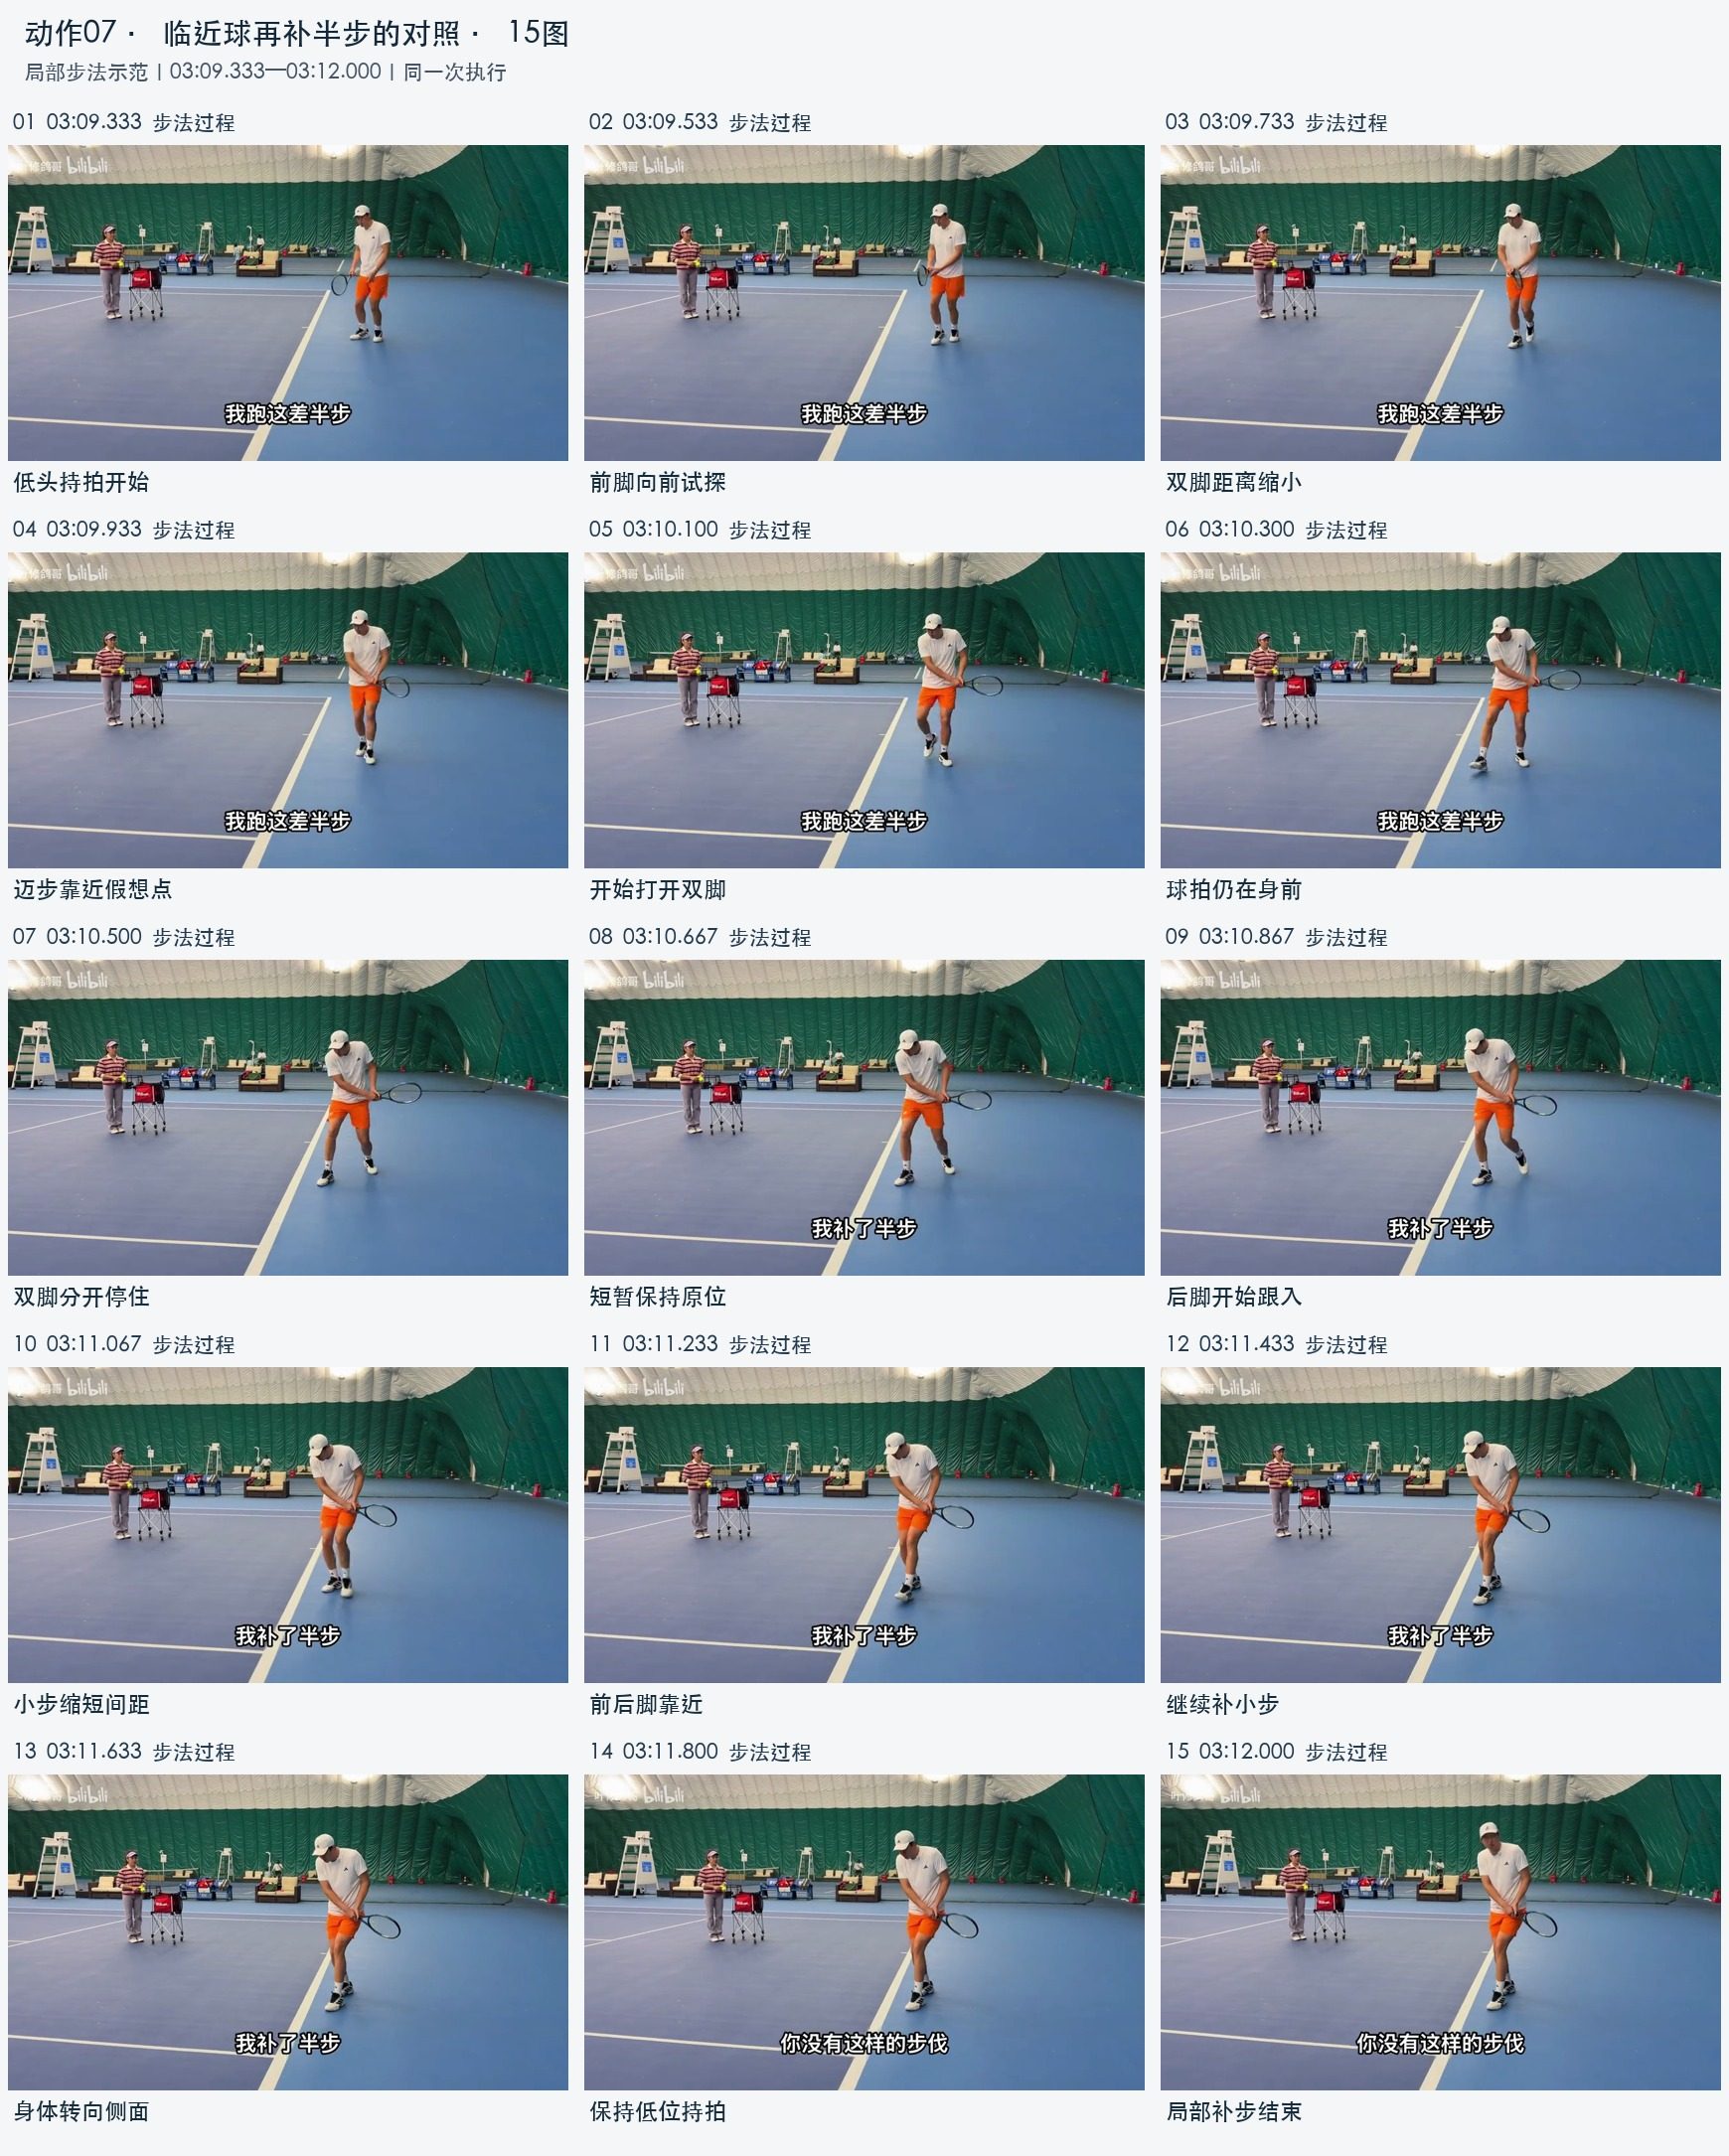 动作07 · 临近球再补半步的对照 · 15图
局部步法示范 | 03:09.333—03:12.000 | 同一次执行
01 03:09.333 步法过程
02 03:09.533 步法过程
03 03:09.733 步法过程
bilibili
bilibili
bilibili
我跑这差半步
我跑这差半步
我跑这差半步
低头持拍开始
前脚向前试探
双脚距离缩小
04 03:09.933 步法过程
05 03:10.100 步法过程
06 03:10.300 步法过程
bilibili
bilibili
bilibili
我跑这差半步
我跑这差半步
我跑这差半步
迈步靠近假想点
开始打开双脚
球拍仍在身前
07 03:10.500 步法过程
08 03:10.667 步法过程
09 03:10.867 步法过程
bilibili
bilibili
bilibili
我补了半步
我补了半步
双脚分开停住
短暂保持原位
后脚开始跟入
10 03:11.067 步法过程
11 03:11.233 步法过程
12 03:11.433 步法过程
bilibili
bilibili
bilibili
我补了半步
我补了半步
我补了半步
小步缩短间距
前后脚靠近
继续补小步
13 03:11.633 步法过程
14 03:11.800 步法过程
15 03:12.000 步法过程
bilibili
bilibili
bilibili
我补了半步
你没有这样的步伐
你没有这样的步伐
身体转向侧面
保持低位持拍
局部补步结束